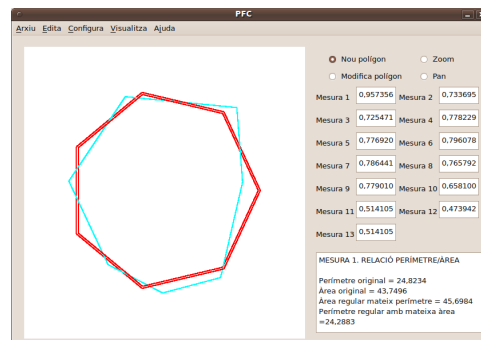 PFC
Arxiu Edita Configura Visualitza Ajuda
Nou polígon Zoom
Modifica polígon Pan
Mesura 1 0,957356 Mesura 2 0,733695
Mesura 3 0,725471 Mesura 4 0,778229
Mesura 5 0,776920 Mesura 6 0,796078
Mesura 7 0,786441 Mesura 8 0,765792
Mesura 9 0,779010 Mesura 10 0,658100
Mesura 11 0,514105 Mesura 12 0,473942
Mesura 13 0,514105
MESURA 1. RELACIÓ PERÍMETRE/ÀREA
Perímetre original = 24,8234
Àrea original = 43,7496
Àrea regular mateix perímetre = 45,6984
Perímetre regular amb mateixa àrea
=24,2883